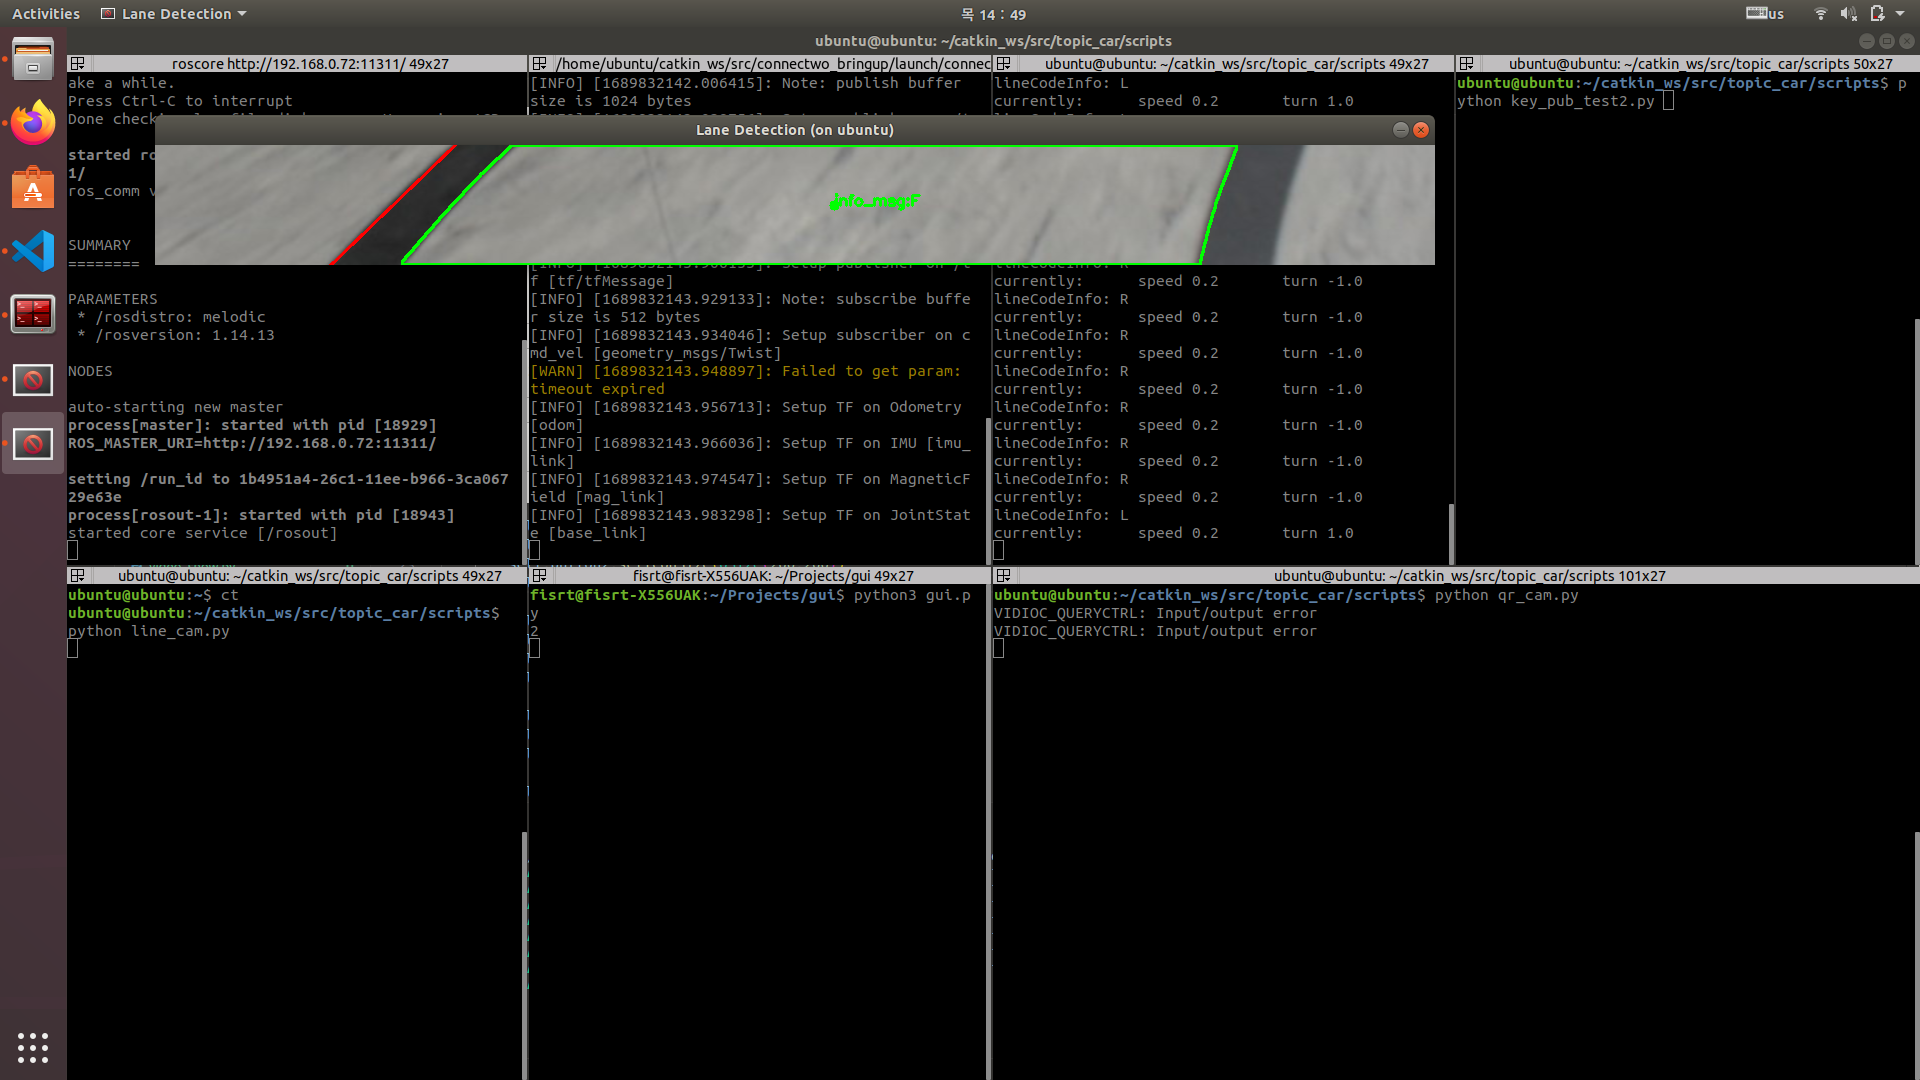 Activities
Lane Detection
목 14 : 49
us
ubuntu@ubuntu: ~/catkin_ws/src/topic_car/scripts
roscore http://192.168.0.72:11311/ 49x27
ake a while.
Press Ctrl-C to interrupt
started ro
1/
ros_comm v
SUMMARY
========
PARAMETERS
* /rosdistro: melodic
* /rosversion: 1.14.13
NODES
auto-starting new master
process[master]: started with pid [18929]
ROS_MASTER_URI=http://192.168.0.72:11311/
setting /run_id to 1b4951a4-26c1-11ee-b966-3ca067
29e63e
process[rosout-1]: started with pid [18943]
started core service [/rosout]
/home/ubuntu/catkin_ws/src/connectwo_bringup/launch/connec
[INFO] [1689832142.006415]: Note: publish buffer
size is 1024 bytes
f [tf/tfMessage]
[INFO] [1689832143.929133]: Note: subscribe buffe
r size is 512 bytes
[INFO] [1689832143.934046]: Setup subscriber on c
md_vel [geometry_msgs/Twist]
[WARN] [1689832143.948897]: Failed to get param:
timeout expired
[INFO] [1689832143.956713]: Setup TF on Odometry
[odom]
[INFO] [1689832143.966036]: Setup TF on IMU [imu_
link]
[INFO] [1689832143.974547]: Setup TF on MagneticF
ield [mag_link]
[INFO] [1689832143.983298]: Setup TF on JointStat
e [base_link]
ubuntu@ubuntu: ~/catkin_ws/src/topic_car/scripts 49x27
lineCodeInfo: L
currently: speed 0.2 turn 1.0
lineCodeInfo: R
currently: speed 0.2 turn -1.0
lineCodeInfo: R
currently: speed 0.2 turn -1.0
lineCodeInfo: R
currently: speed 0.2 turn -1.0
lineCodeInfo: R
currently: speed 0.2 turn -1.0
lineCodeInfo: R
currently: speed 0.2 turn -1.0
lineCodeInfo: R
currently: speed 0.2 turn -1.0
lineCodeInfo: R
currently: speed 0.2 turn -1.0
lineCodeInfo: L
currently: speed 0.2 turn 1.0
ubuntu@ubuntu: ~/catkin_ws/src/topic_car/scripts 50x27
ubuntu@ubuntu:~/catkin_ws/src/topic_car/scripts$ p
ython key_pub_test2.py
Lane Detection (on ubuntu)
info_msg:F
ubuntu@ubuntu: ~/catkin_ws/src/topic_car/scripts 49x27
ubuntu@ubuntu:~$ ct
ubuntu@ubuntu:~/catkin_ws/src/topic_car/scripts$
python line_cam.py
fisrt@fisrt-X556UAK: ~/Projects/gui 49x27
fisrt@fisrt-X556UAK:~/Projects/gui$ python3 gui.p
y
2
ubuntu@ubuntu: ~/catkin_ws/src/topic_car/scripts 101x27
ubuntu@ubuntu:~/catkin_ws/src/topic_car/scripts$ python qr_cam.py
VIDIOC_QUERYCTRL: Input/output error
VIDIOC_QUERYCTRL: Input/output error